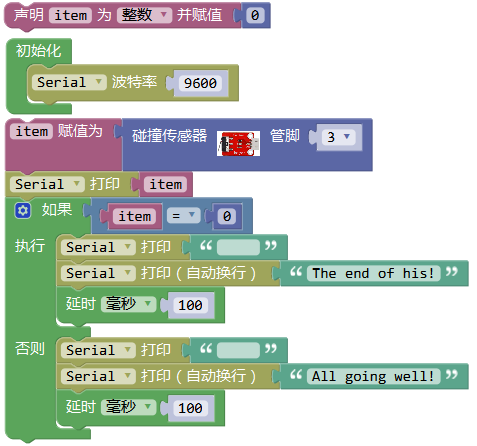 声明 item 为 整数 并赋值 0
初始化
Serial 波特率 9600
item 赋值为 碰撞传感器 管脚 3
Serial 打印 item
如果 item = 0
执行 Serial 打印 “ ”
Serial 打印（自动换行） “ The end of his! ”
延时 毫秒 100
否则 Serial 打印 “ ”
Serial 打印（自动换行） “ All going well! ”
延时 毫秒 100